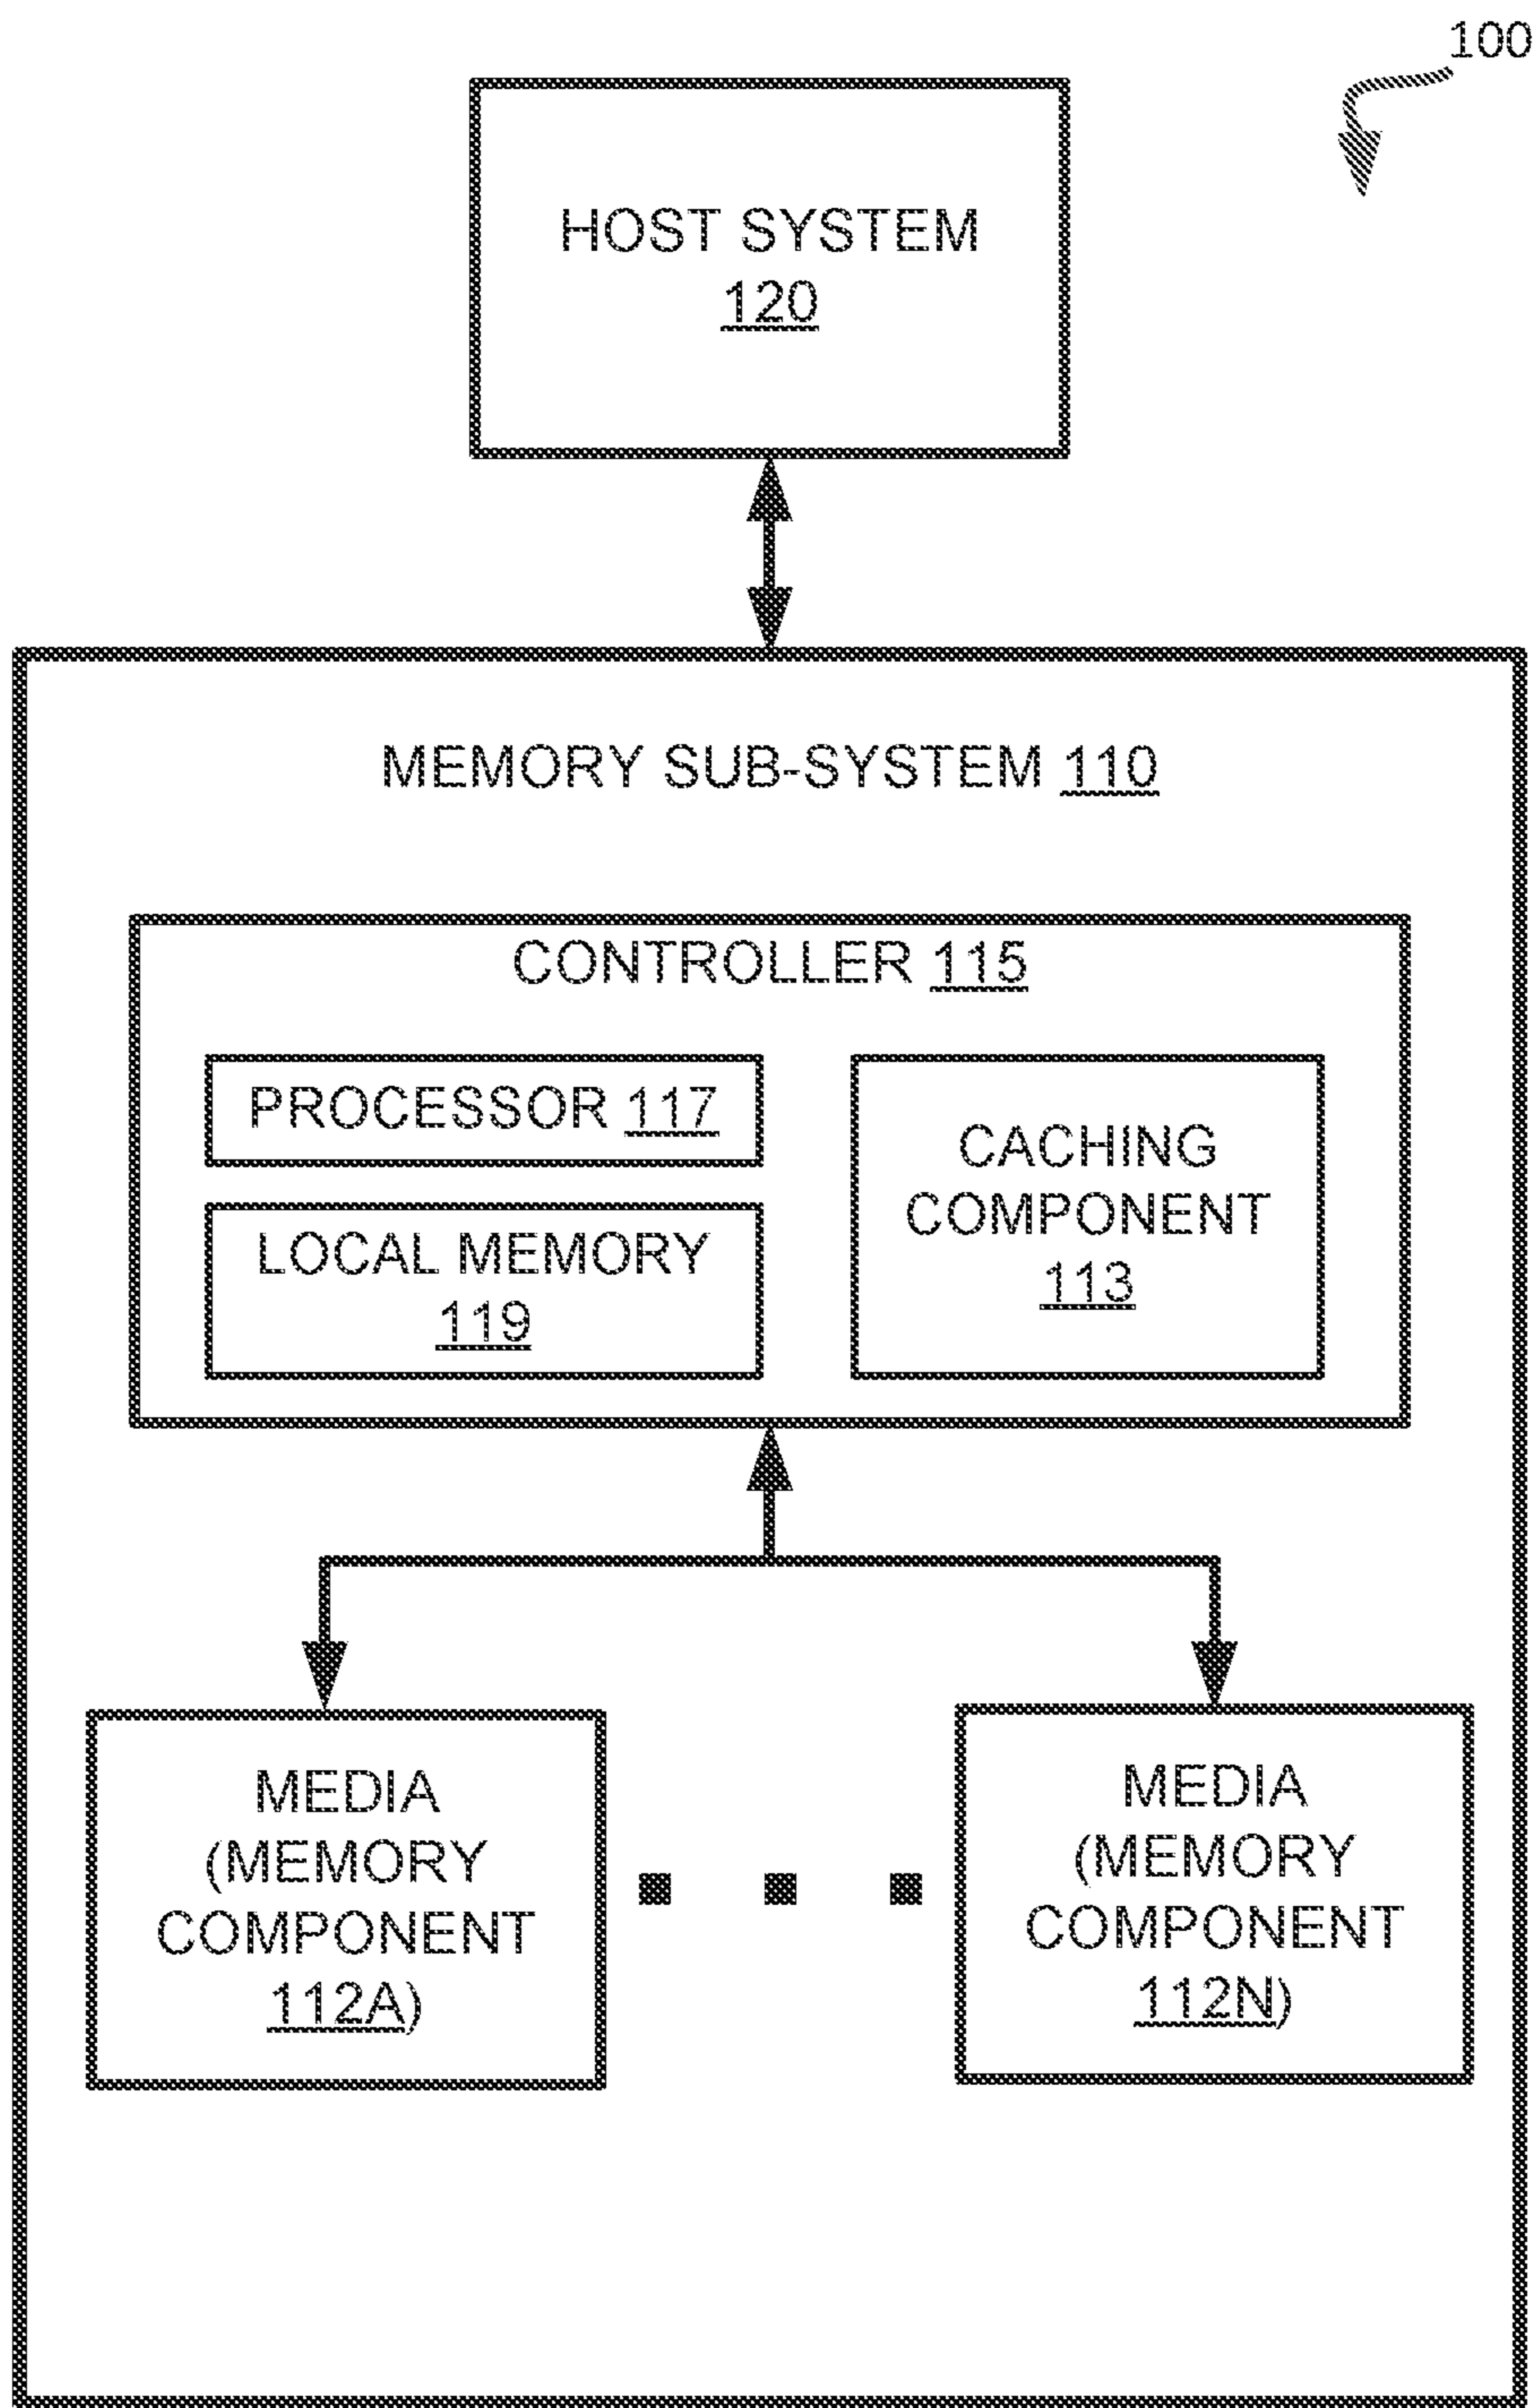 100
HOST SYSTEM
120
MEMORY SUB-SYSTEM 110
CONTROLLER 115
PROCESSOR 117
LOCAL MEMORY
119
CACHING
COMPONENT
113
MEDIA
(MEMORY
COMPONENT
112A)
MEDIA
(MEMORY
COMPONENT
112N)